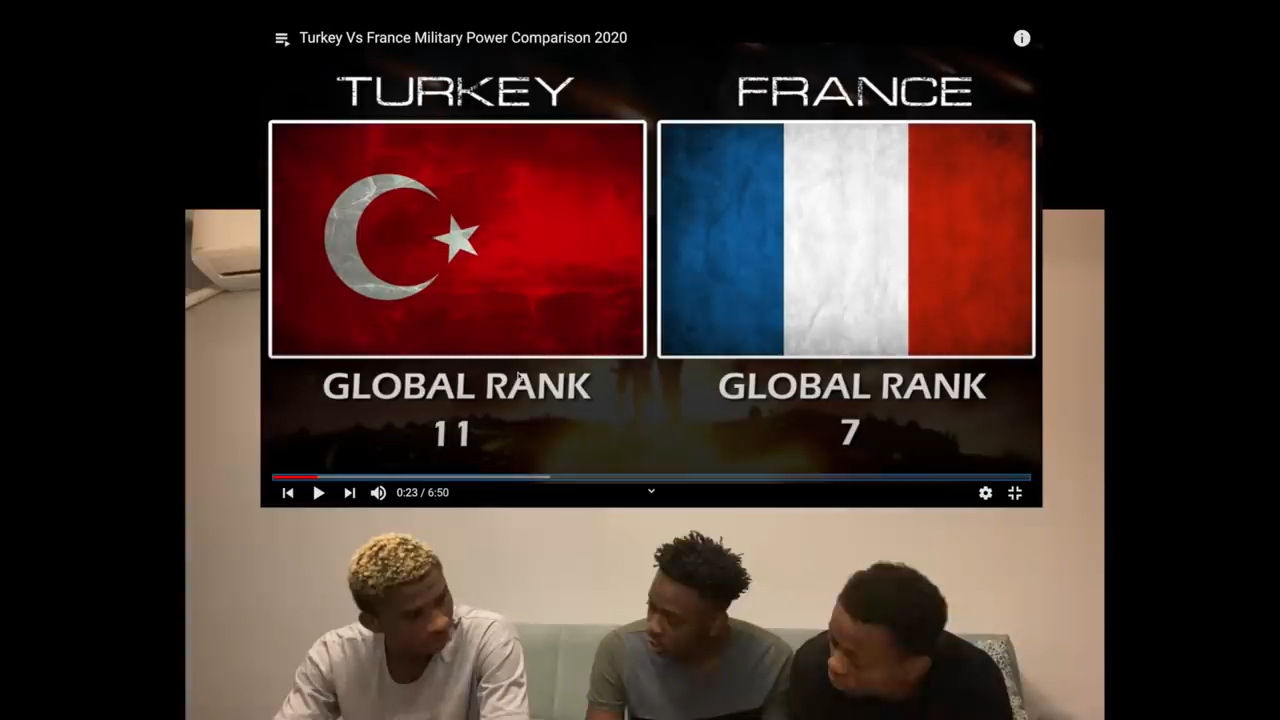 Turkey Vs France Military Power Comparison 2020
TURKEY
FRANCE
GLOBAL RANK
11
GLOBAL RANK
7
0:23 / 6:50